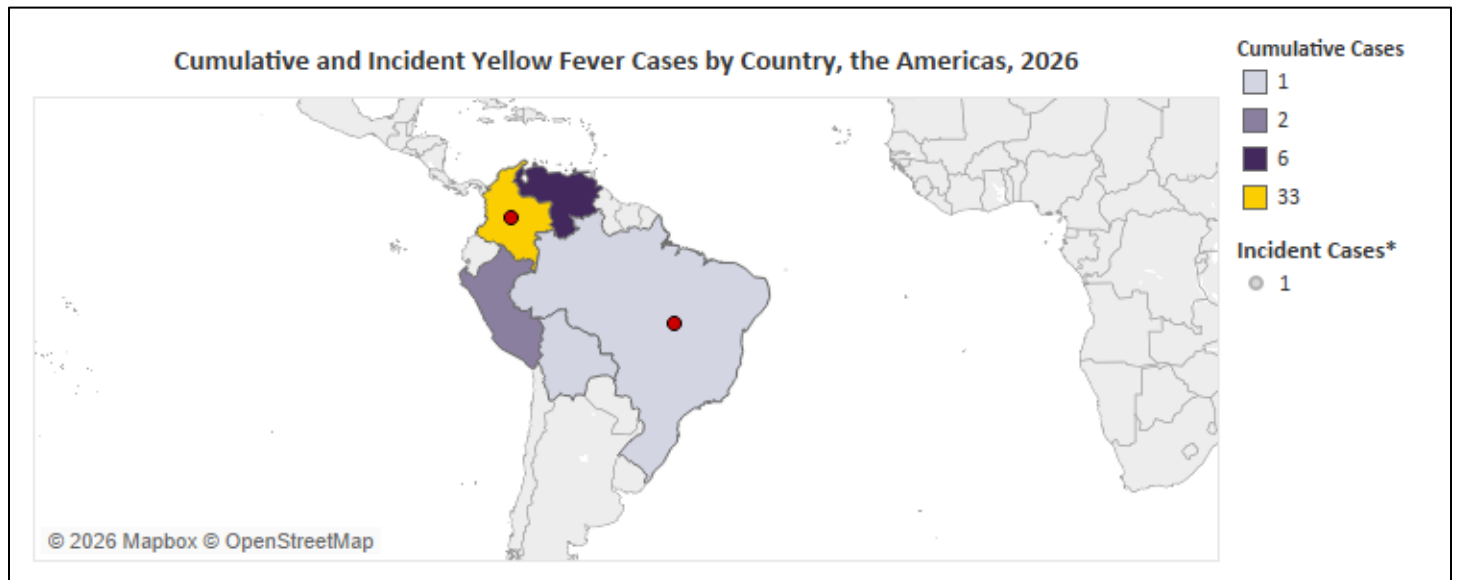 Cumulative and Incident Yellow Fever Cases by Country, the Americas, 2026
Cumulative Cases
1
2
6
33
Incident Cases*
1
© 2026 Mapbox © OpenStreetMap